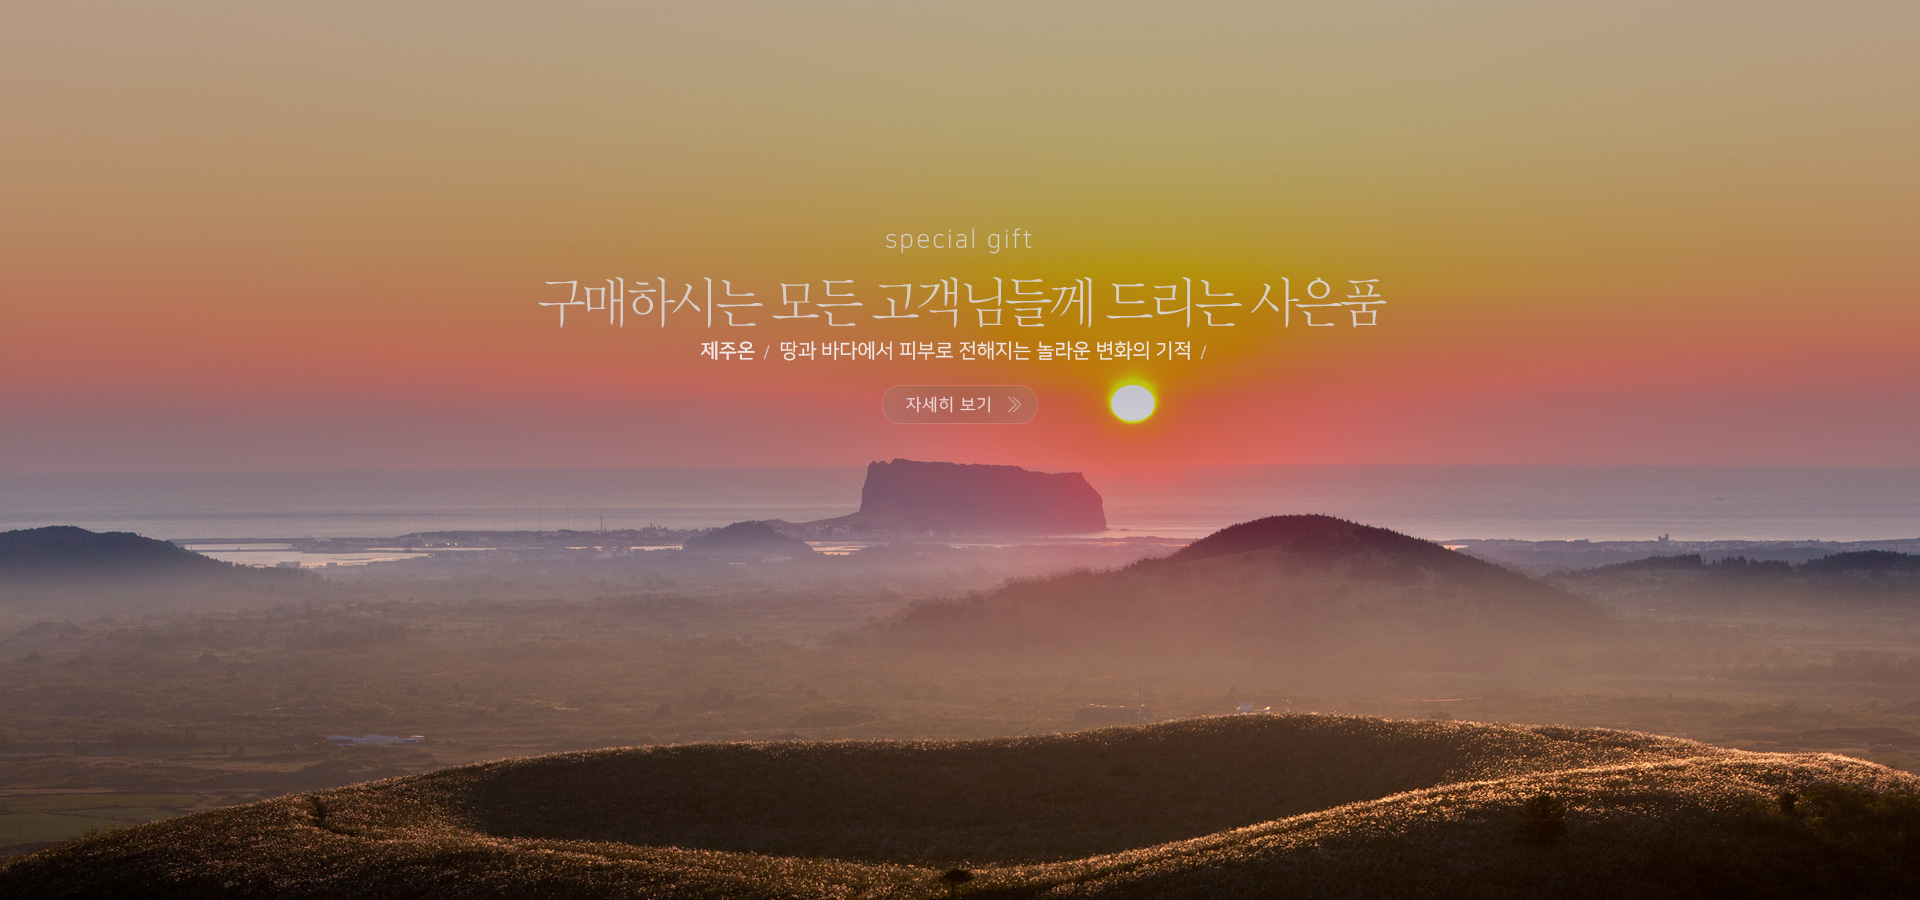 special gift
구매하시는 모든 고객님들께 드리는 사은품
제주온 / 땅과 바다에서 피부로 전해지는 놀라운 변화의 기적 /
자세히 보기